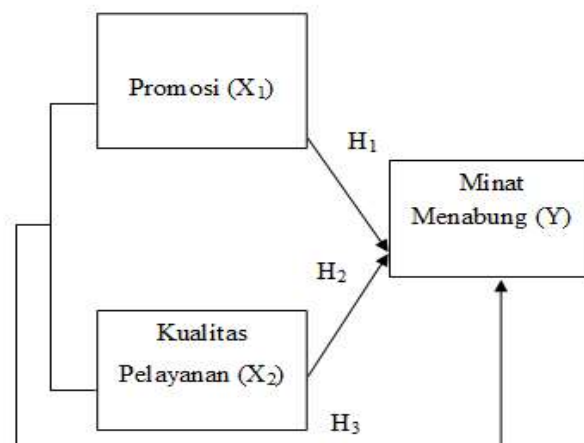 Promosi (X₁)
H₁
Minat
Menabung (Y)
H₂
Kualitas
Pelayanan (X₂)
H₃